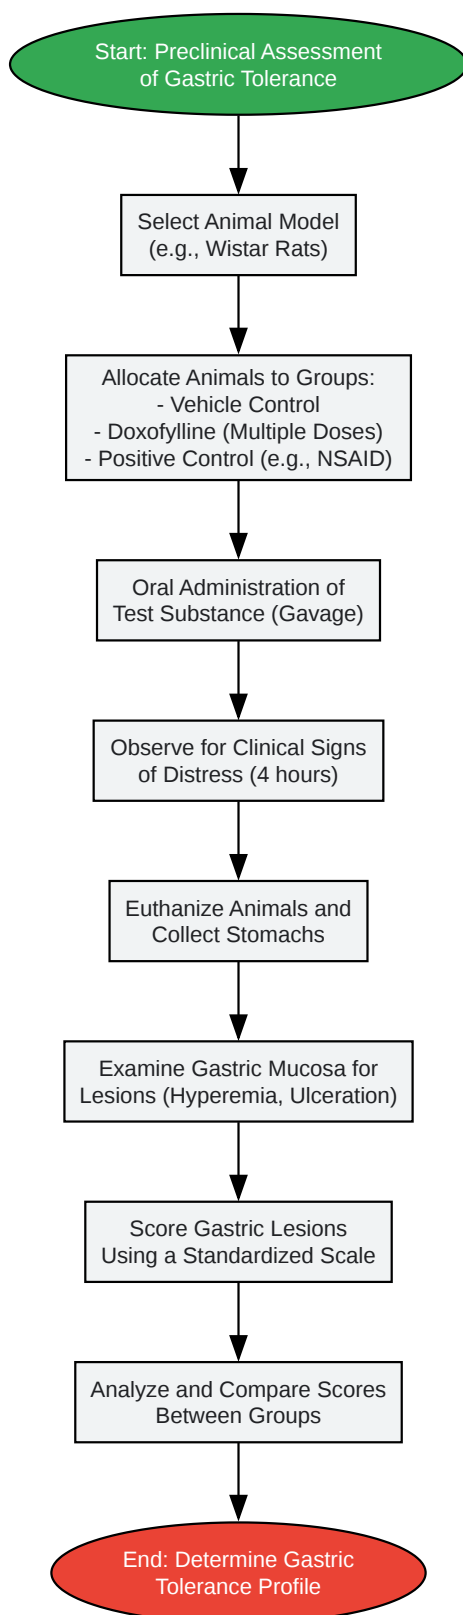 Start: Preclinical Assessment
of Gastric Tolerance
Select Animal Model
(e.g., Wistar Rats)
Allocate Animals to Groups:
- Vehicle Control
- Doxofylline (Multiple Doses)
- Positive Control (e.g., NSAID)
Oral Administration of
Test Substance (Gavage)
Observe for Clinical Signs
of Distress (4 hours)
Euthanize Animals and
Collect Stomachs
Examine Gastric Mucosa for
Lesions (Hyperemia, Ulceration)
Score Gastric Lesions
Using a Standardized Scale
Analyze and Compare Scores
Between Groups
End: Determine Gastric
Tolerance Profile